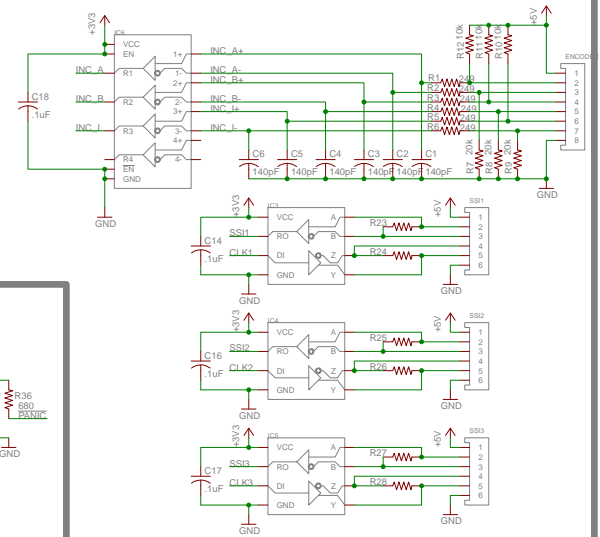 +3V3
IC6
+5V
R12 10k
R11 10k
R10 10k
VCC
EN
1+
INC_A+
ENCODE
INC_A
R1
1-
INC_A-
2+
INC_B+
R1
249
1
R2
249
2
C18
.1uF
INC_B
R2
2-
INC_B-
R3
249
3
3+
INC_I+
R4
249
4
R5
249
5
INC_I
R3
3-
INC_I-
R6
249
6
4+
7
R4
4-
8
EN
GND
C6
C5
C4
C3
C2
C1
140pF
140pF
140pF
140pF
140pF
140pF
R7 20k
R8 20k
R9 20k
GND
GND
+3V3
IC3
+5V
SSI1
VCC
A
R23
1
SSI1
RO
B
2
3
C14
.1uF
CLK1
DI
Z
R24
4
5
GND
Y
6
GND
GND
+3V3
IC4
+5V
SSI2
VCC
A
R25
1
SSI2
RO
B
2
3
C16
.1uF
CLK2
DI
Z
R26
4
5
GND
Y
6
GND
GND
R36
680
PANIC
GND
+3V3
IC5
+5V
SSI3
VCC
A
R27
1
SSI3
RO
B
2
3
C17
.1uF
CLK3
DI
Z
R28
4
5
GND
Y
6
GND
GND